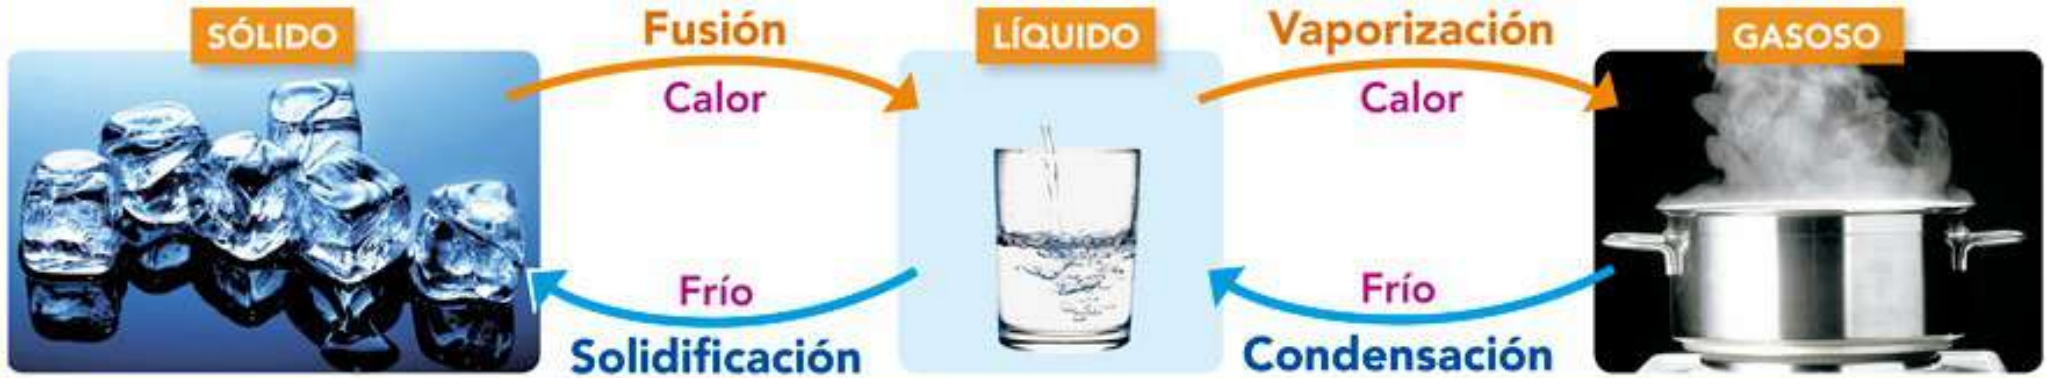 SÓLIDO
Fusión
Calor
LÍQUIDO
Vaporización
Calor
GASOSO
Frío
Solidificación
Frío
Condensación